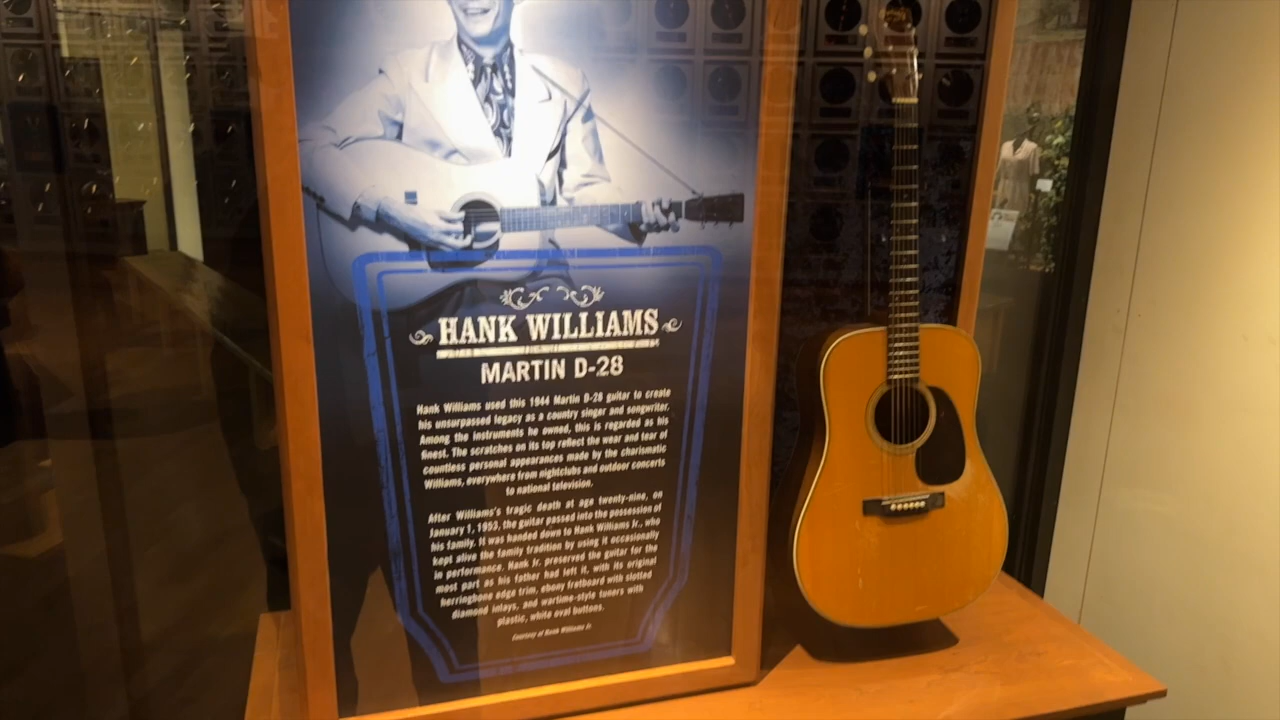 HANK WILLIAMS
MARTIN D-28
Hank Williams used this 1944 Martin D-28 guitar to create
his unsurpassed legacy as a country singer and songwriter.
Among the instruments he owned, this is regarded as his
finest. The scratches on its top reflect the wear and tear of
countless personal appearances made by the charismatic
Williams, everywhere from nightclubs and outdoor concerts
to national television.
After Williams's tragic death at age twenty-nine, on
January 1, 1953, the guitar passed into the possession of
his family. It was handed down to Hank Williams Jr., who
kept alive the family tradition by using it occasionally
in performance. Hank Jr. preserved the guitar for the
most part as his father had left it, with its original
herringbone edge trim, ebony fretboard with slotted
diamond inlays, and wartime-style tuners with
plastic, white oval buttons.
Courtesy of Hank Williams Jr.